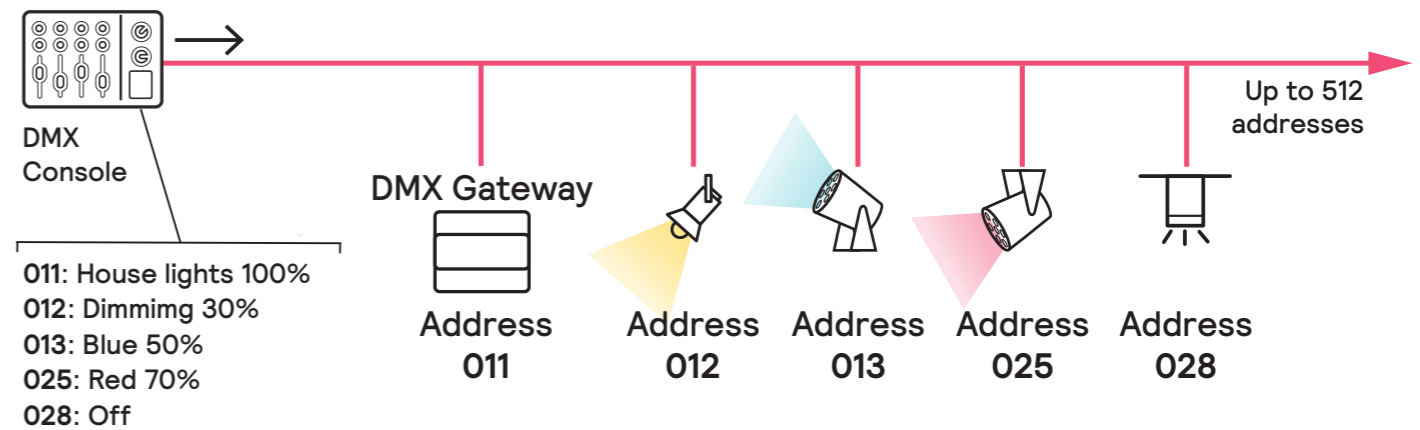 Up to 512
addresses
DMX
Console
DMX Gateway
011: House lights 100%
012: Dimmimg 30%
013: Blue 50%
025: Red 70%
028: Off
Address
011
Address
012
Address
013
Address
025
Address
028